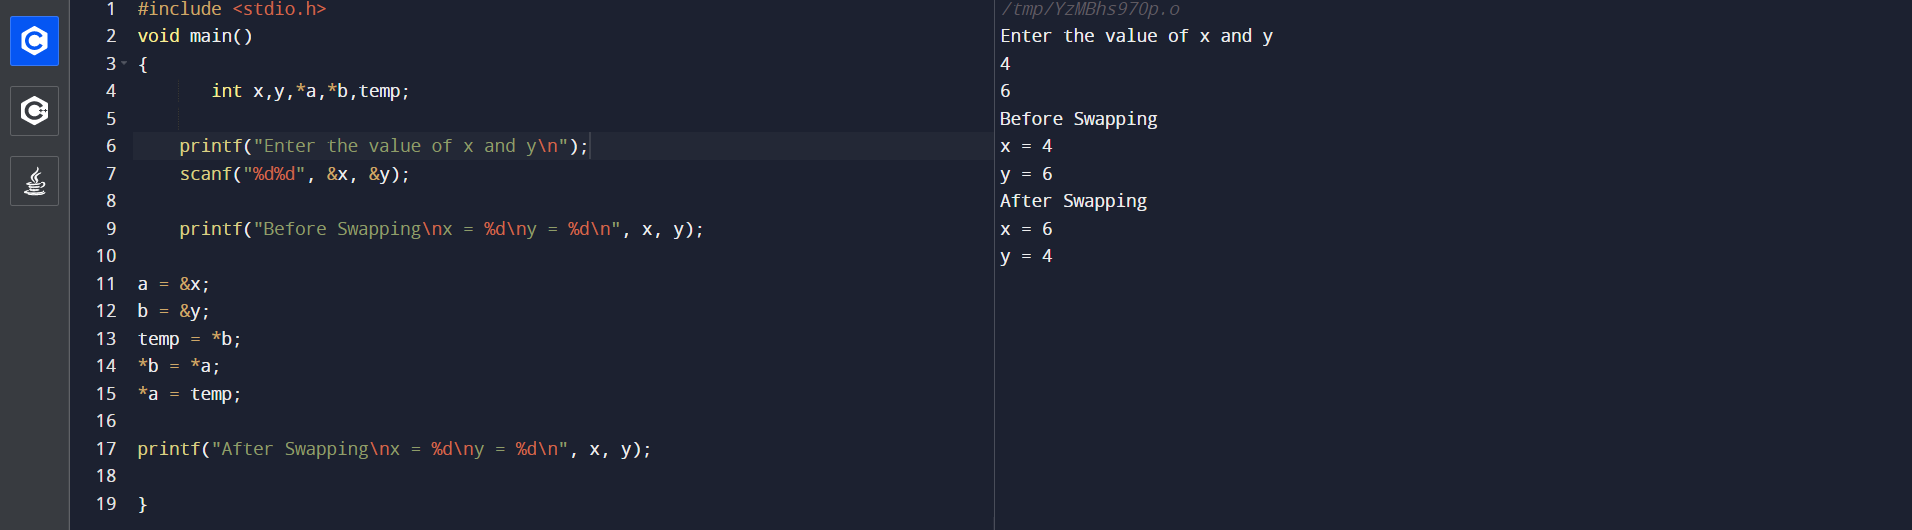 1 #include <stdio.h>
2 void main()
3 {
4 int x,y,*a,*b,temp;
5
6 printf("Enter the value of x and y\n");
7 scanf("%d%d", &x, &y);
8
9 printf("Before Swapping\nx = %d\ny = %d\n", x, y);
10
11 a = &x;
12 b = &y;
13 temp = *b;
14 *b = *a;
15 *a = temp;
16
17 printf("After Swapping\nx = %d\ny = %d\n", x, y);
18
19 }
/tmp/YzMBhs970p.o
Enter the value of x and y
4
6
Before Swapping
x = 4
y = 6
After Swapping
x = 6
y = 4